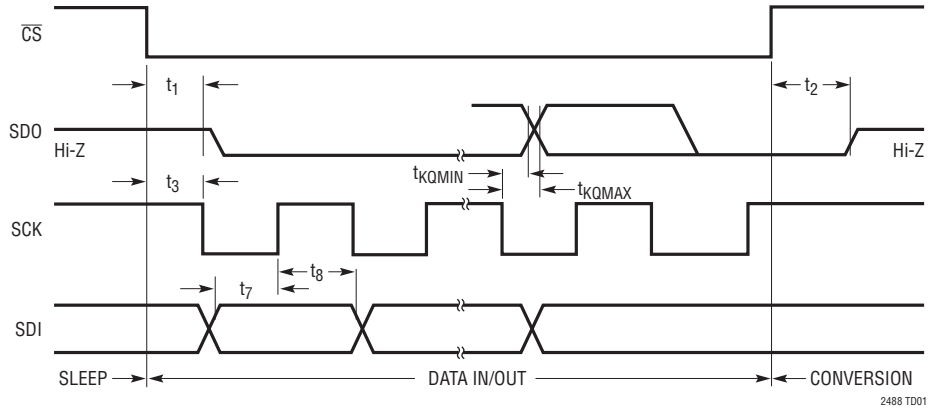 CS
t1
t2
SDO
Hi-Z
Hi-Z
tKQMIN
tKQMAX
t3
SCK
t7
t8
SDI
SLEEP
DATA IN/OUT
CONVERSION
2488 TD01